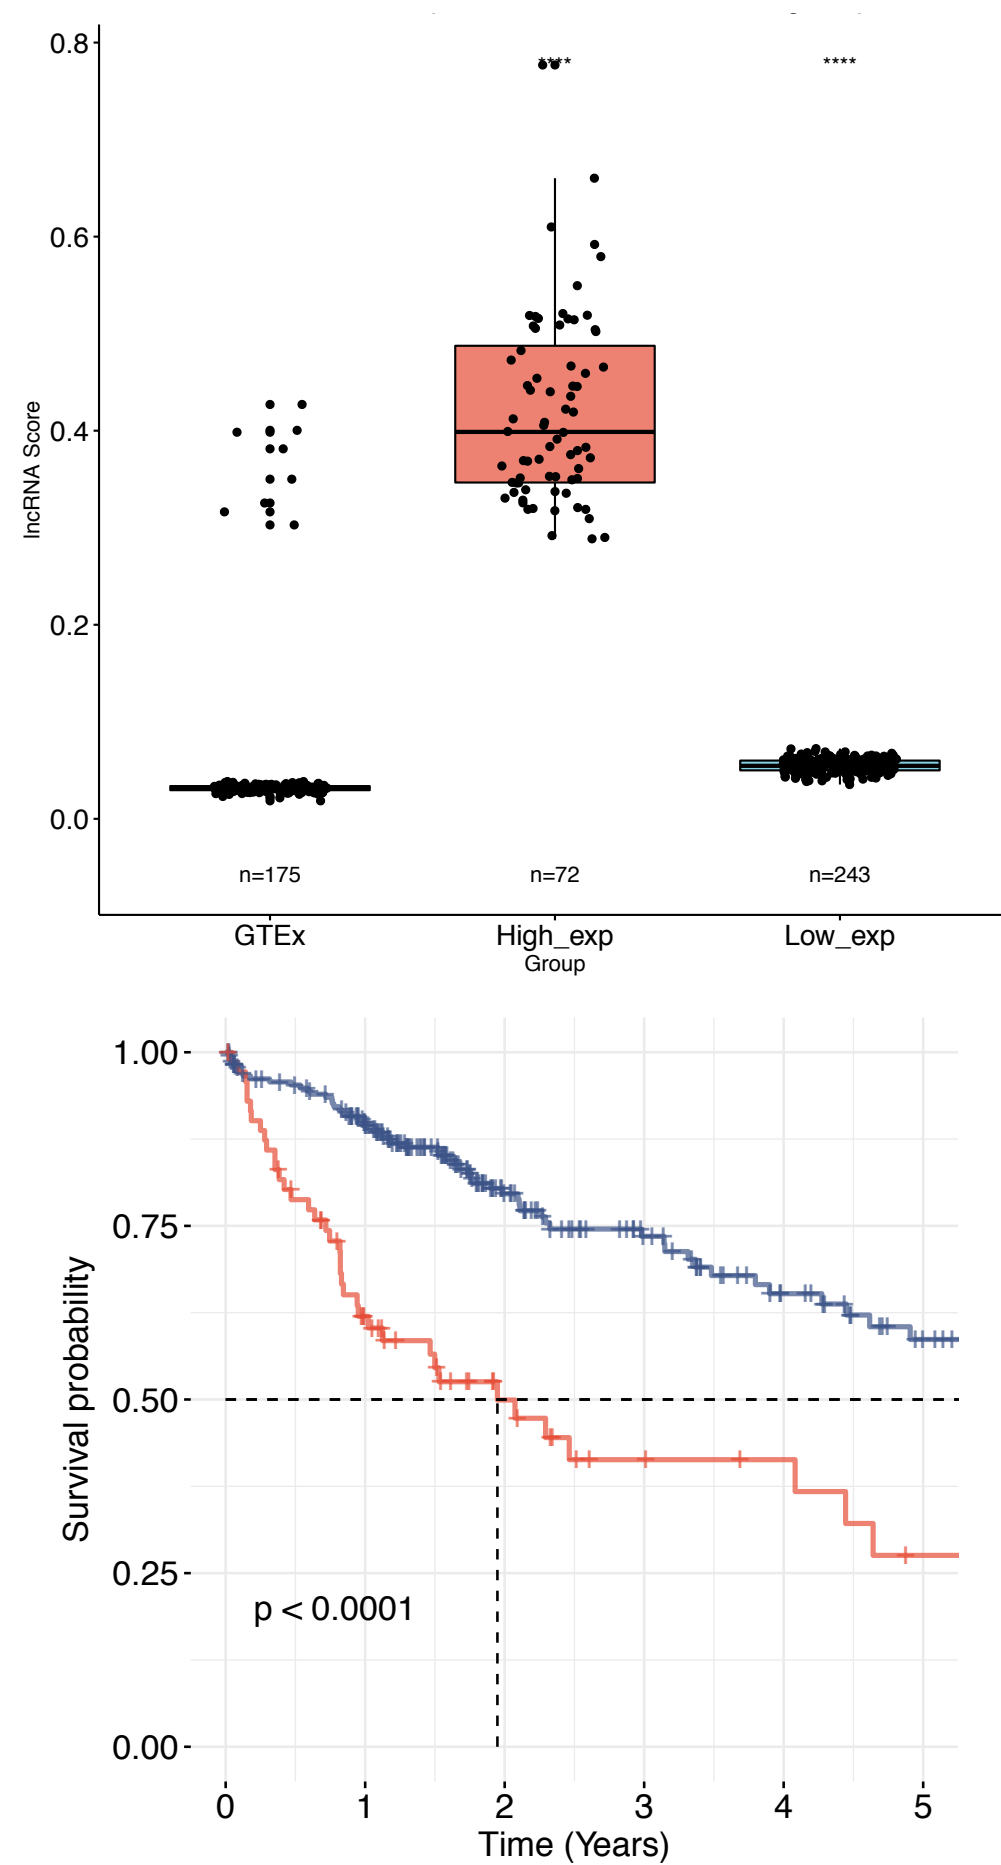 0.8
****
****
0.6
0.4
0.2
0.0
lncRNA Score
n=175
n=72
n=243
GTEx
High_exp
Low_exp
Group
1.00
0.75
0.50
0.25
0.00
Survival probability
p < 0.0001
0
1
2
3
4
5
Time (Years)